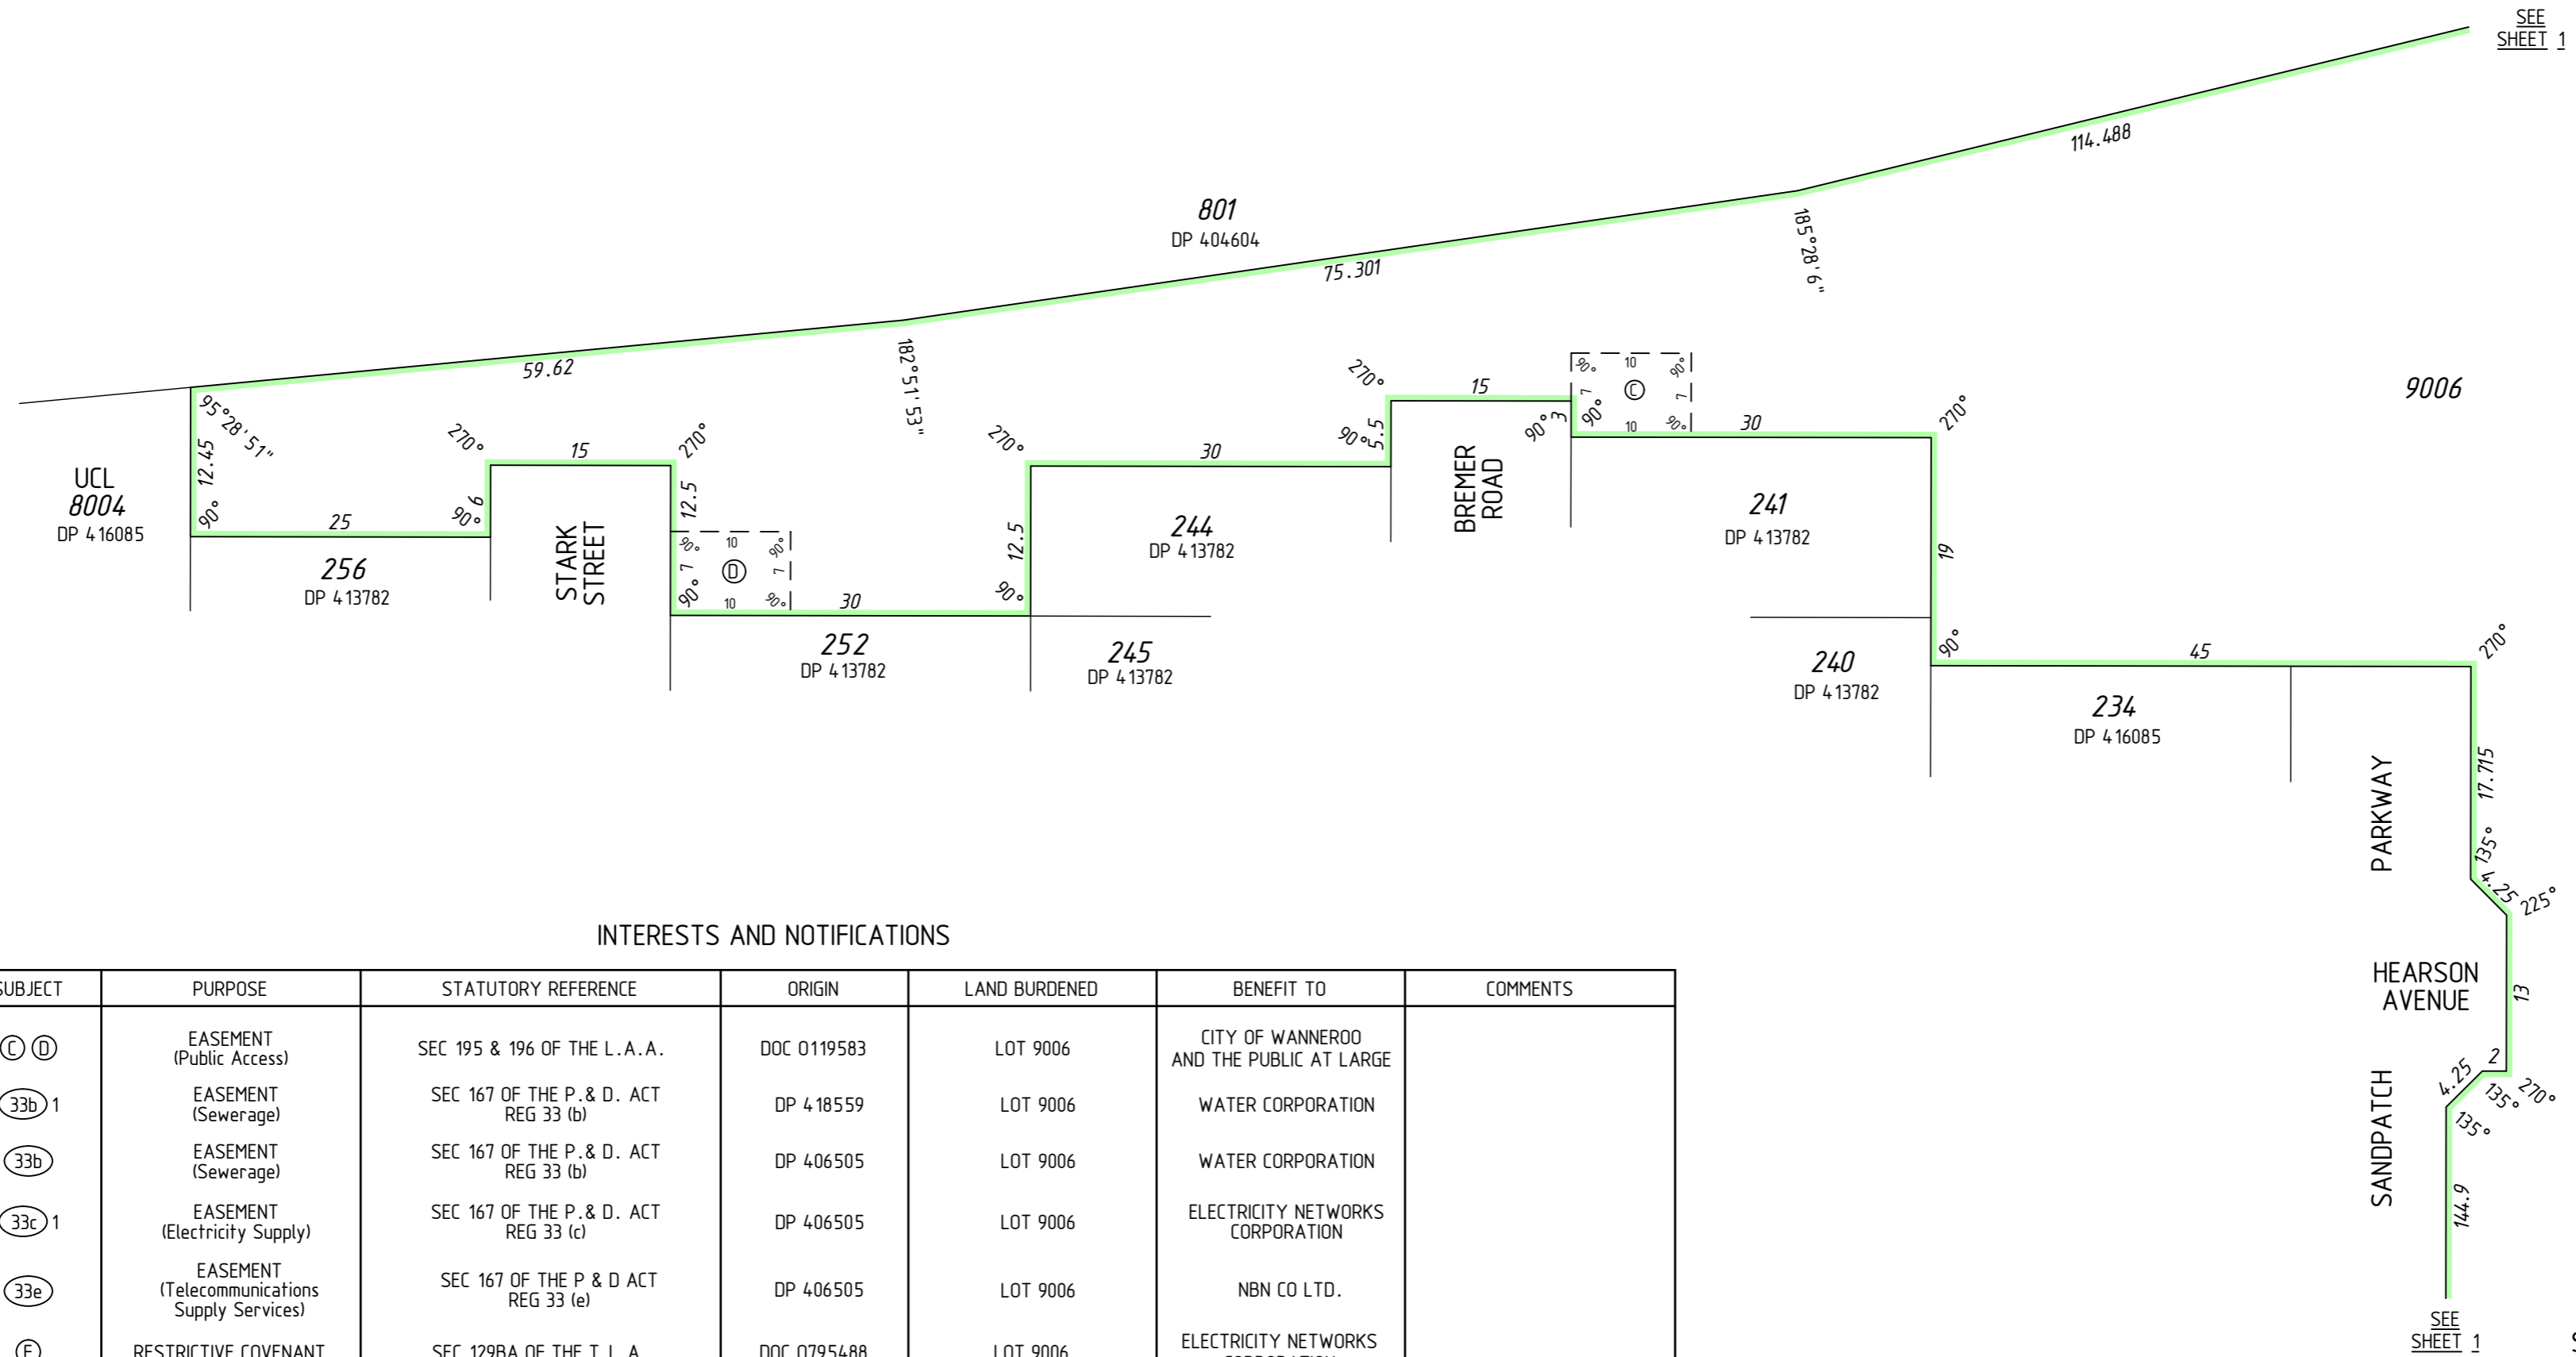 SEE
SHEET 1
114.488
801
DP 404604
75.301
185°28'6"
59.62
182°51'53"
95°28'51"
12.45
90°
UCL
8004
DP 416085
25
256
DP 413782
270°
90°
6
15
STARK
STREET
270°
12.5
90°
10
90°
7
D
7
90°
10
90°
30
252
DP 413782
270°
12.5
90°
30
244
DP 413782
245
DP 413782
270°
90°
5.5
15
BREMER
ROAD
90°
3
90°
90°
10
90°
7
C
7
10
90°
30
270°
241
DP 413782
19
9006
240
DP 413782
90°
45
270°
234
DP 416085
17.715
PARKWAY
135°
4.25
225°
HEARSON
AVENUE
13
2
270°
135°
4.25
135°
SANDPATCH
144.9
SEE
SHEET 1
INTERESTS AND NOTIFICATIONS
SUBJECT PURPOSE STATUTORY REFERENCE ORIGIN LAND BURDENED BENEFIT TO COMMENTS
C D EASEMENT
(Public Access) SEC 195 & 196 OF THE L.A.A. DOC O119583 LOT 9006 CITY OF WANNEROO
AND THE PUBLIC AT LARGE
33b 1 EASEMENT
(Sewerage) SEC 167 OF THE P.& D. ACT
REG 33 (b) DP 418559 LOT 9006 WATER CORPORATION
33b EASEMENT
(Sewerage) SEC 167 OF THE P.& D. ACT
REG 33 (b) DP 406505 LOT 9006 WATER CORPORATION
33c 1 EASEMENT
(Electricity Supply) SEC 167 OF THE P.& D. ACT
REG 33 (c) DP 406505 LOT 9006 ELECTRICITY NETWORKS
CORPORATION
33e EASEMENT
(Telecommunications
Supply Services) SEC 167 OF THE P & D ACT
REG 33 (e) DP 406505 LOT 9006 NBN CO LTD.
RESTRICTIVE COVENANT SEC 129BA OF THE T.L.A. DOC O795488 LOT 9006 ELECTRICITY NETWORKS
CORPORATION